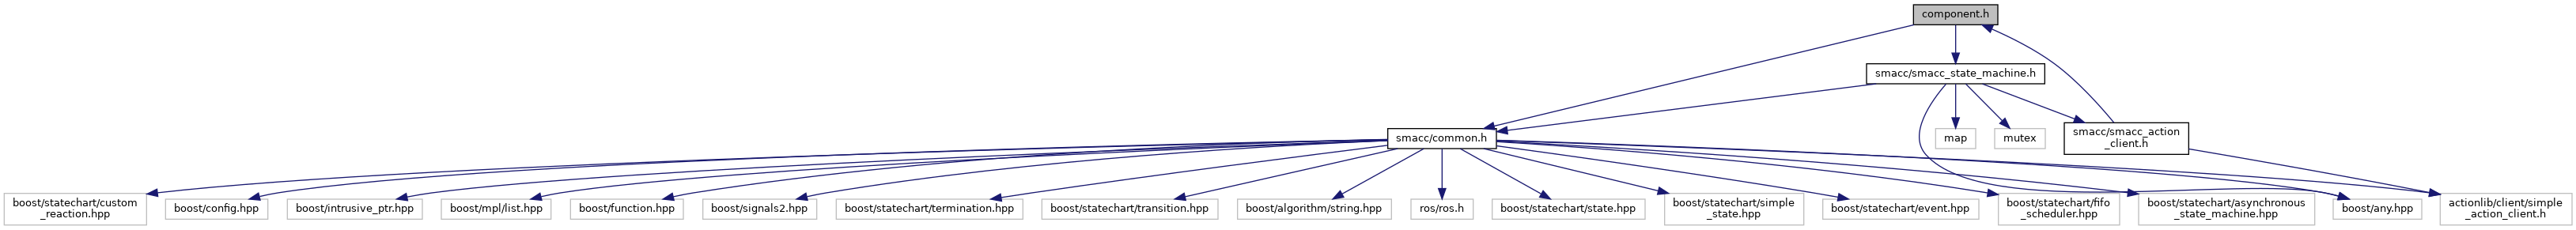 component.h
smacc/smacc_state_machine.h
smacc/common.h
map
mutex
smacc/smacc_action
_client.h
boost/statechart/custom
_reaction.hpp
boost/config.hpp
boost/intrusive_ptr.hpp
boost/mpl/list.hpp
boost/function.hpp
boost/signals2.hpp
boost/statechart/termination.hpp
boost/statechart/transition.hpp
boost/algorithm/string.hpp
ros/ros.h
boost/statechart/state.hpp
boost/statechart/simple
_state.hpp
boost/statechart/event.hpp
boost/statechart/fifo
_scheduler.hpp
boost/statechart/asynchronous
_state_machine.hpp
boost/any.hpp
actionlib/client/simple
_action_client.h